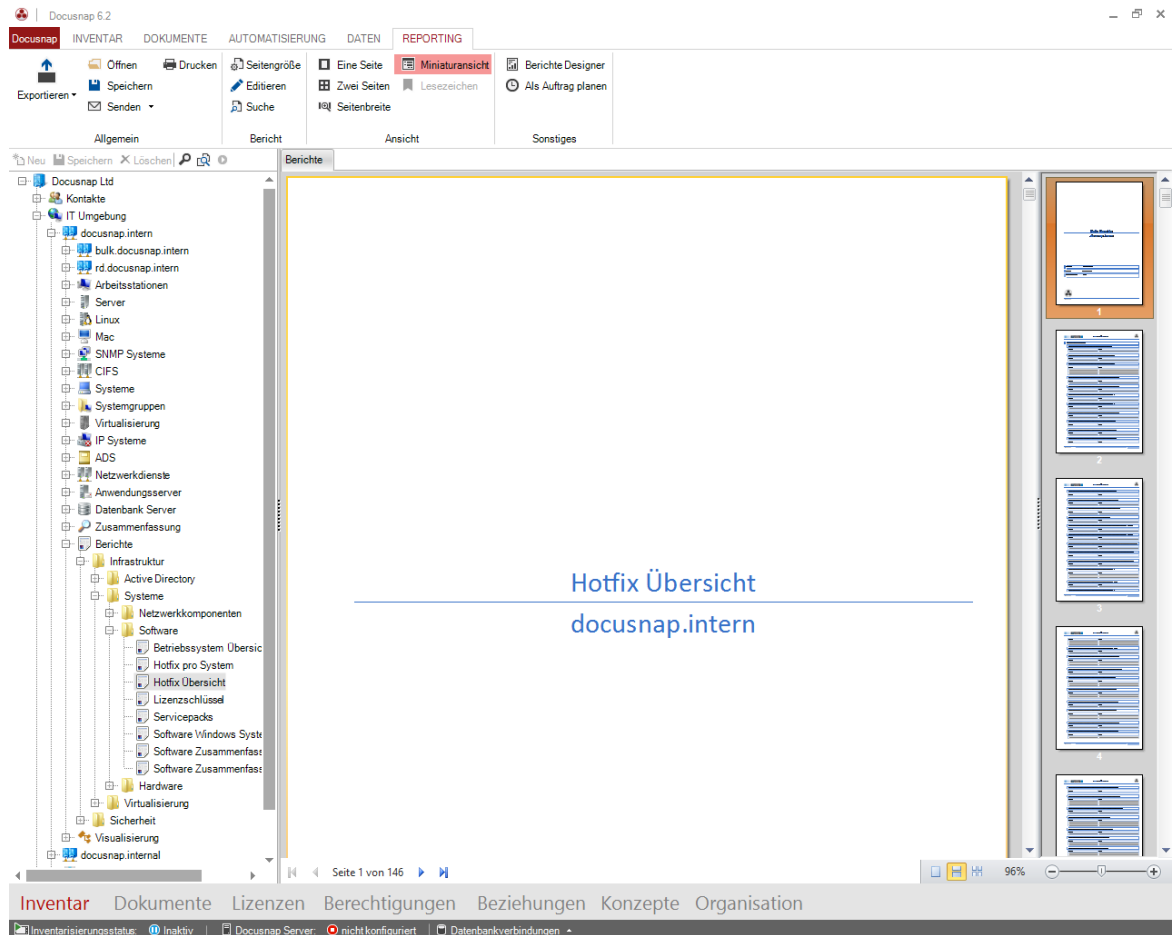 Docusnap 6.2
Docusnap INVENTAR DOKUMENTE AUTOMATISIERUNG DATEN REPORTING
Exportieren
Öffnen
Speichern
Senden
Drucken
Allgemein
Seitengröße
Editieren
Suche
Bericht
Eine Seite
Zwei Seiten
Seitenbreite
Miniaturansicht
Lesezeichen
Ansicht
Berichte Designer
Als Auftrag planen
Sonstiges
Neu Speichern Löschen
Docusnap Ltd
Kontakte
IT Umgebung
docusnap.intern
bulk.docusnap.intern
rd.docusnap.intern
Arbeitsstationen
Server
Linux
Mac
SNMP Systeme
CIFS
Systeme
Systemgruppen
Virtualisierung
IP Systeme
ADS
Netzwerkdienste
Anwendungsserver
Datenbank Server
Zusammenfassung
Berichte
Infrastruktur
Active Directory
Systeme
Netzwerkkomponenten
Software
Betriebssystem Übersic
Hotfix pro System
Hotfix Übersicht
Lizenzschlüssel
Servicepacks
Software Windows Syste
Software Zusammenfass
Software Zusammenfass
Hardware
Virtualisierung
Sicherheit
Visualisierung
docusnap.internal
Berichte
Hotfix Übersicht
docusnap.intern
1
2
3
4
Seite 1 von 146
96%
Inventar Dokumente Lizenzen Berechtigungen Beziehungen Konzepte Organisation
Inventarisierungsstatus: Inaktiv | Docusnap Server: nicht konfiguriert | Datenbankverbindungen